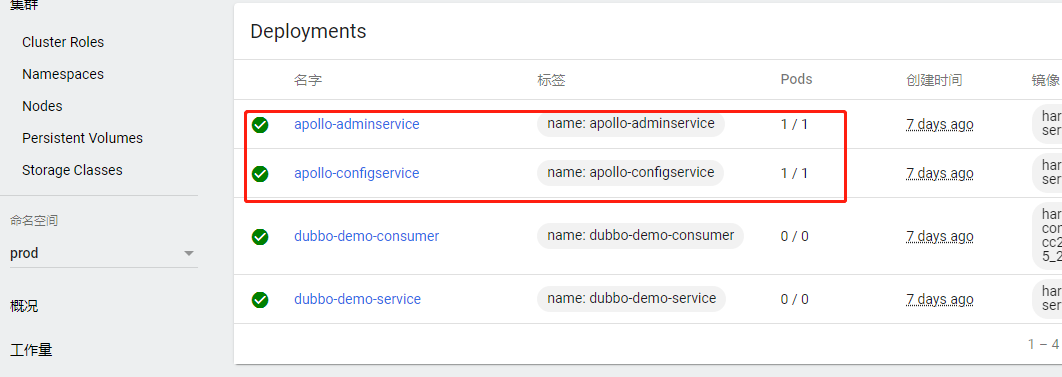 集群
Cluster Roles
Namespaces
Nodes
Persistent Volumes
Storage Classes
命名空间
prod
概况
工作量
Deployments
名字 标签 Pods 创建时间 镜像
apollo-adminservice name: apollo-adminservice 1 / 1 7 days ago har
ser
apollo-configservice name: apollo-configservice 1 / 1 7 days ago har
ser
dubbo-demo-consumer name: dubbo-demo-consumer 0 / 0 7 days ago har
con
cc2
5_2
dubbo-demo-service name: dubbo-demo-service 0 / 0 7 days ago har
ser
1 – 4